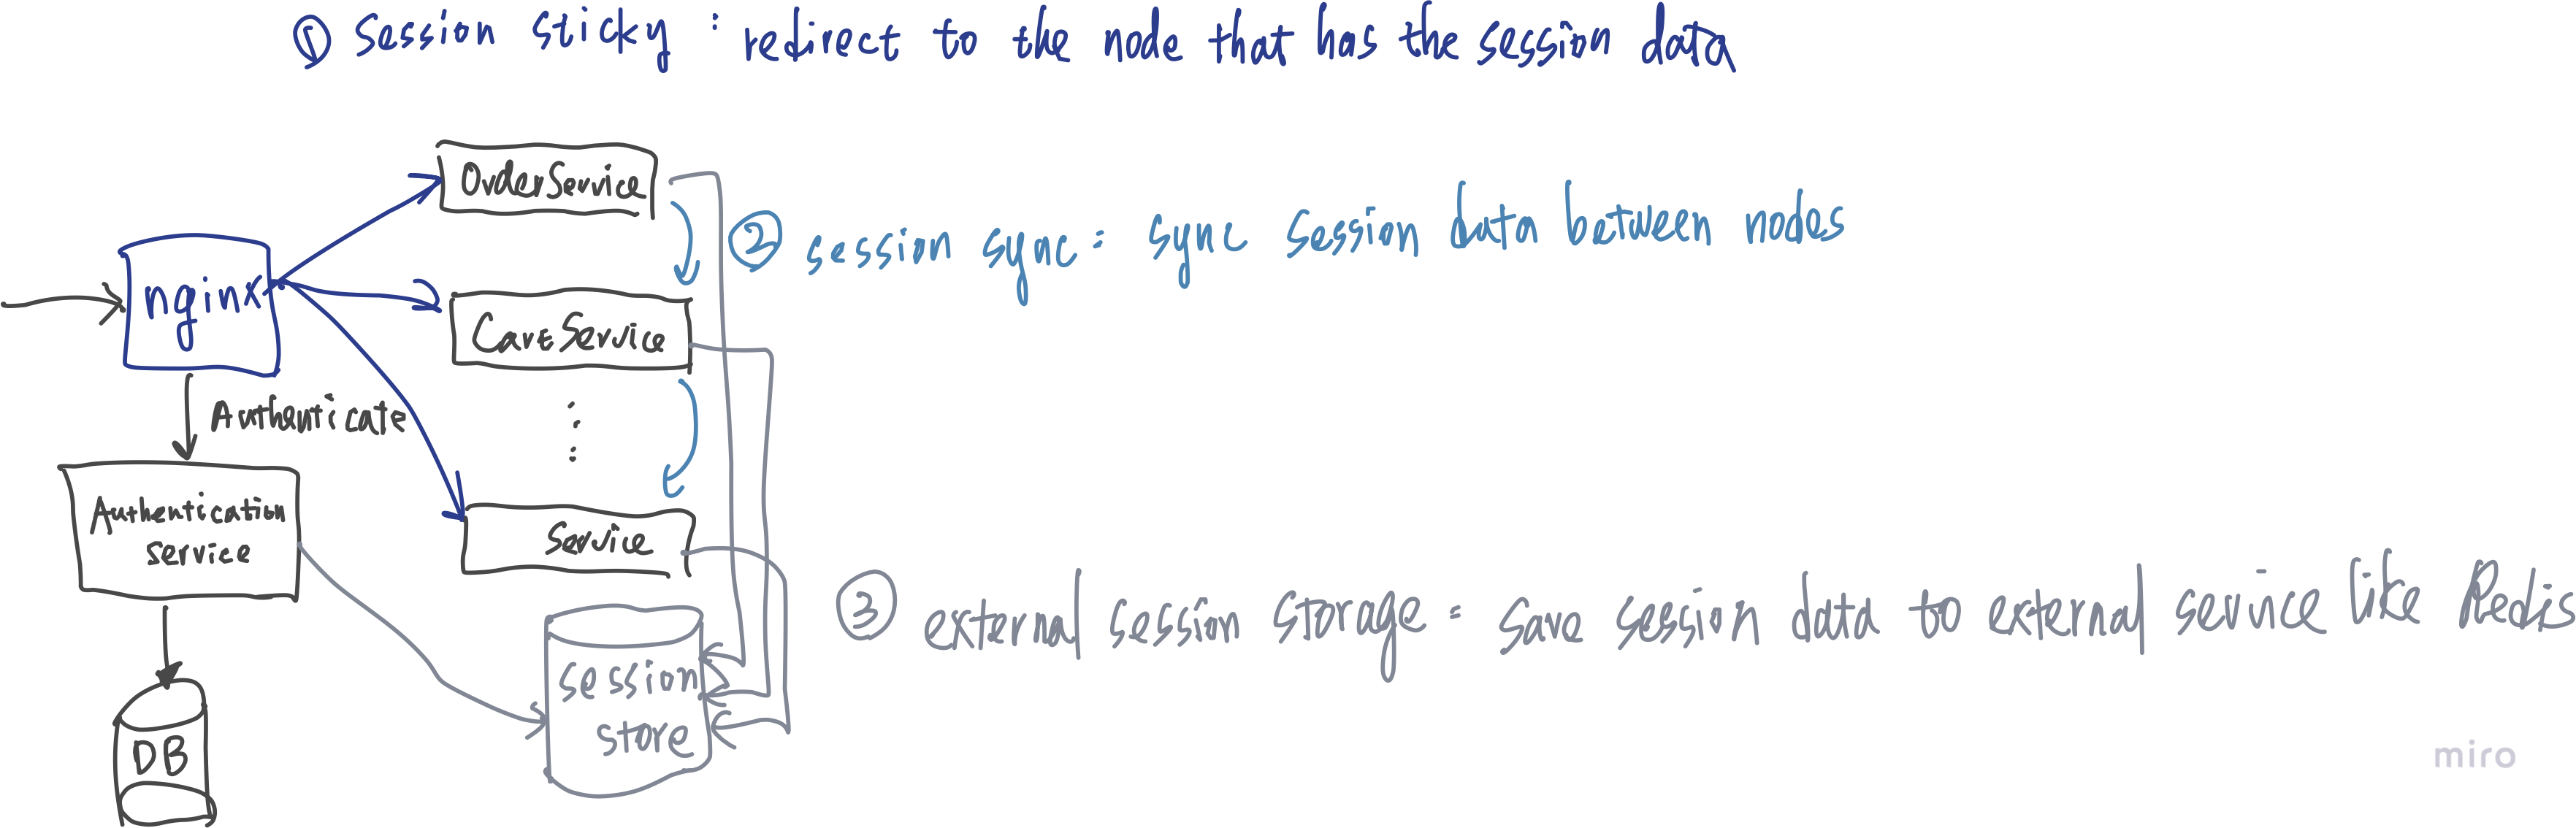 ① Session sticky : redirect to the node that has the session data
OrderService
② session sync: sync session data between nodes
nginx
CartService
Authenticate
Authentication
service
Service
③ external session storage: save session data to external service like Redis
session
store
DB
miro